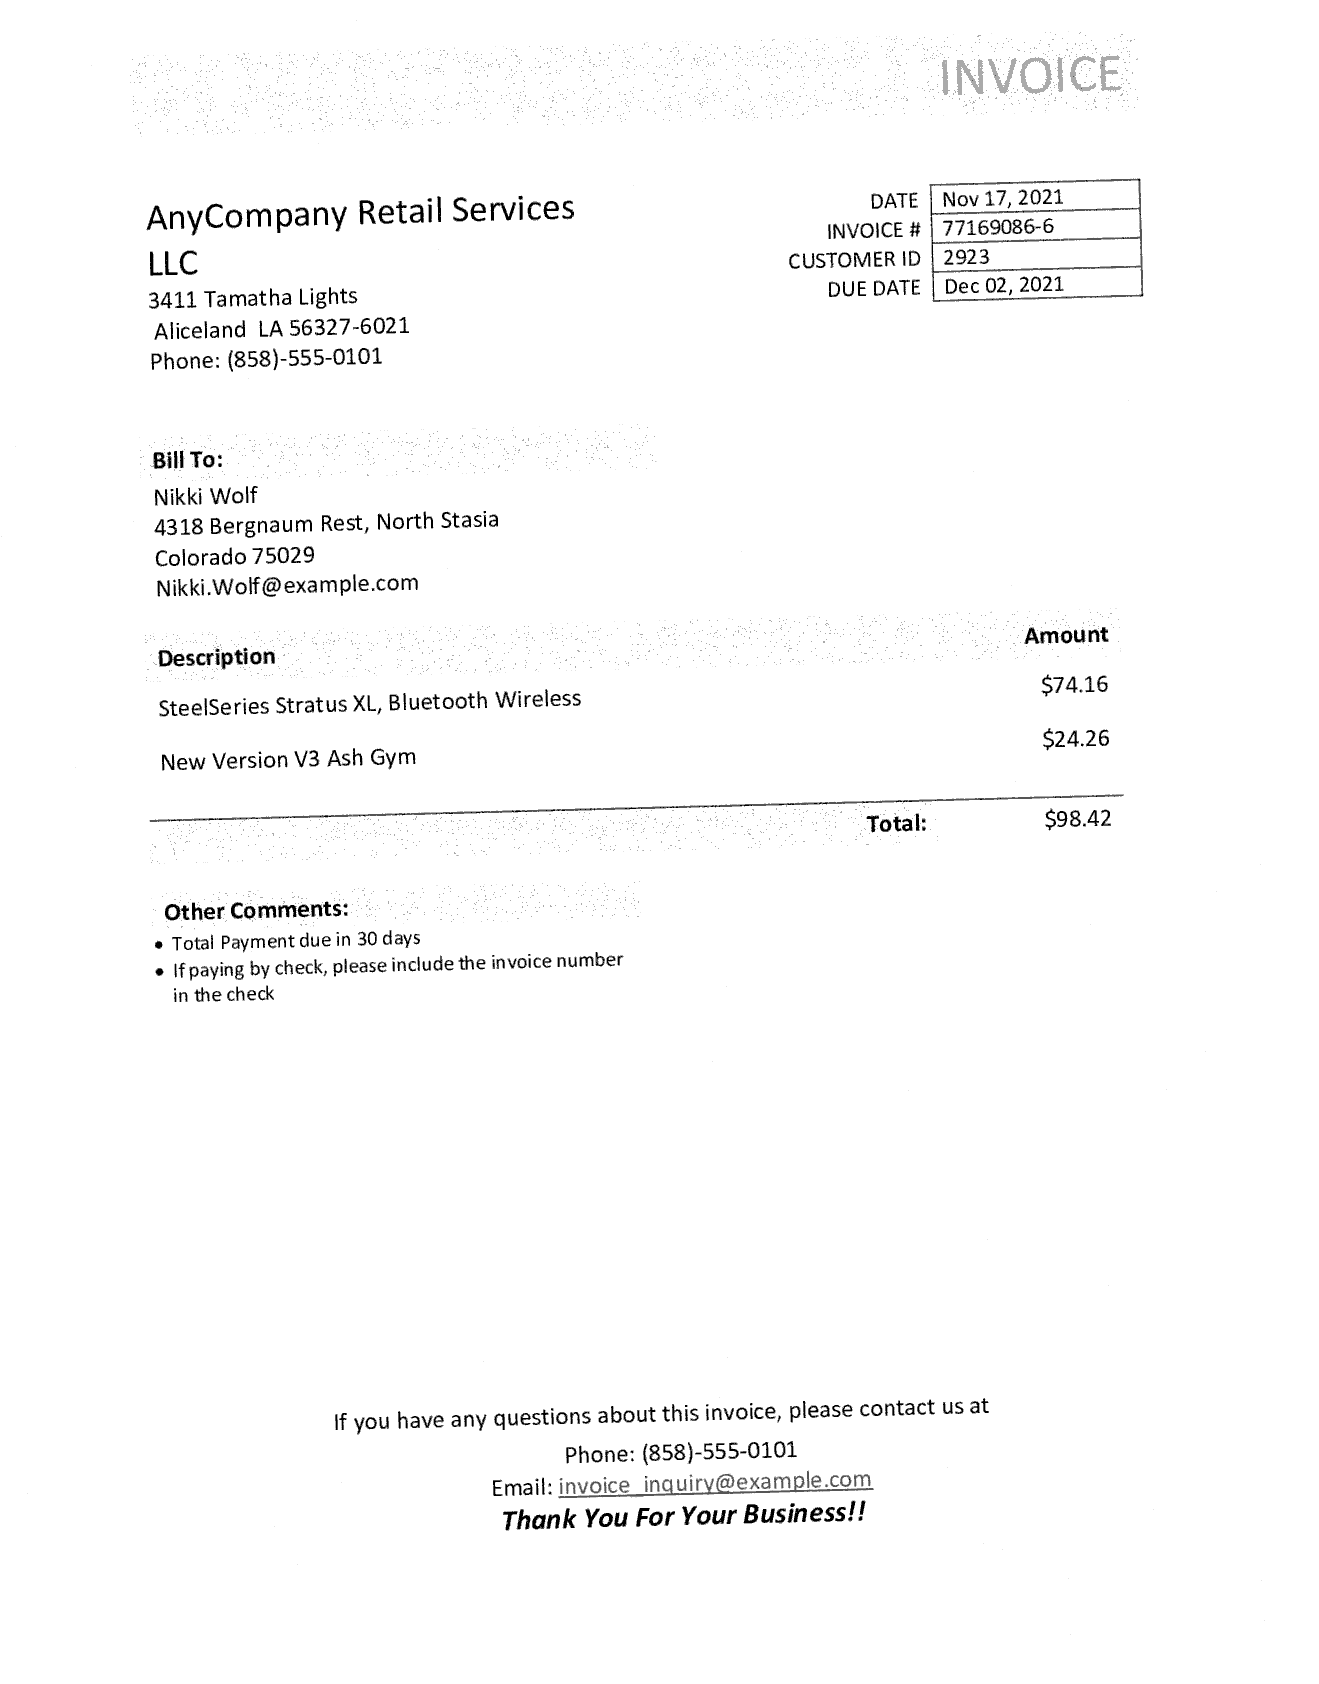 INVOICE
AnyCompany Retail Services
LLC
3411 Tamatha Lights
Aliceland LA 56327-6021
Phone: (858)-555-0101
DATE Nov 17, 2021
INVOICE # 77169086-6
CUSTOMER ID 2923
DUE DATE Dec 02, 2021
Bill To:
Nikki Wolf
4318 Bergnaum Rest, North Stasia
Colorado 75029
Nikki.Wolf@example.com
Description Amount
SteelSeries Stratus XL, Bluetooth Wireless $74.16
New Version V3 Ash Gym $24.26
Total: $98.42
Other Comments:
• Total Payment due in 30 days
• If paying by check, please include the invoice number
in the check
If you have any questions about this invoice, please contact us at
Phone: (858)-555-0101
Email: invoice_inquiry@example.com
Thank You For Your Business!!